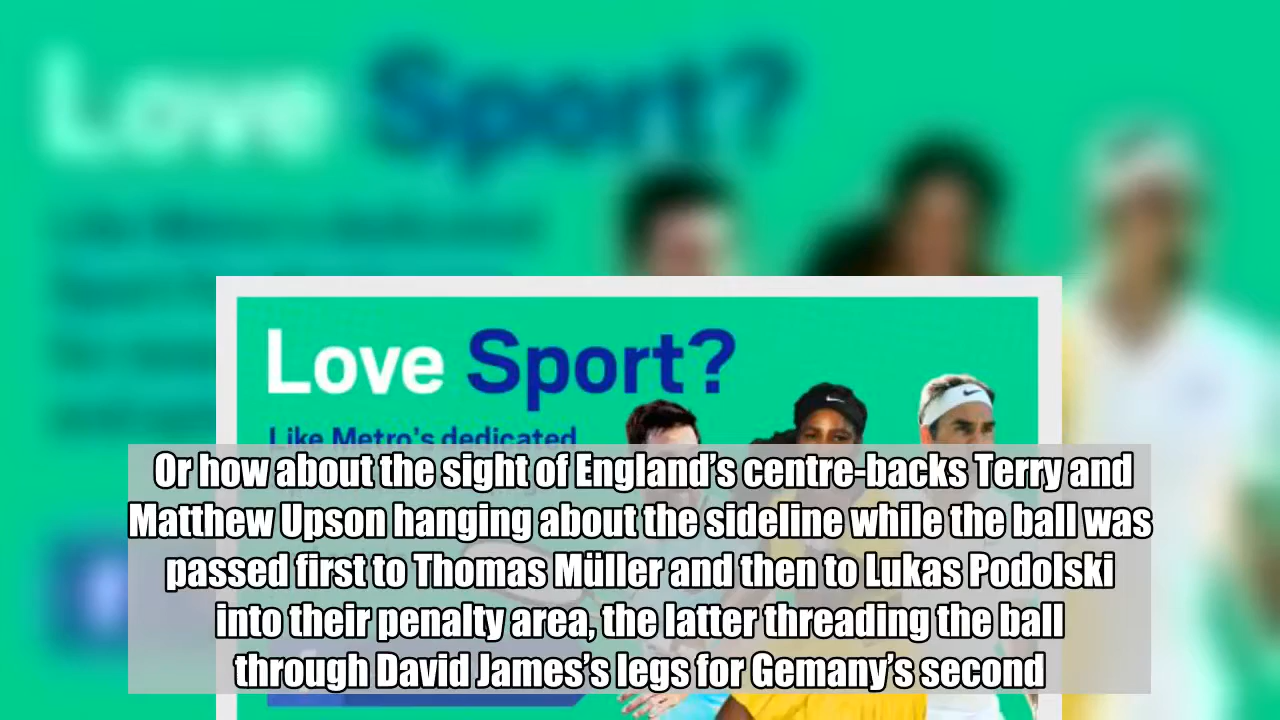 Love Sport?
Love Sport?
Like Metro's dedicated
Or how about the sight of England’s centre-backs Terry and
Matthew Upson hanging about the sideline while the ball was
passed first to Thomas Müller and then to Lukas Podolski
into their penalty area, the latter threading the ball
through David James’s legs for Gemany’s second